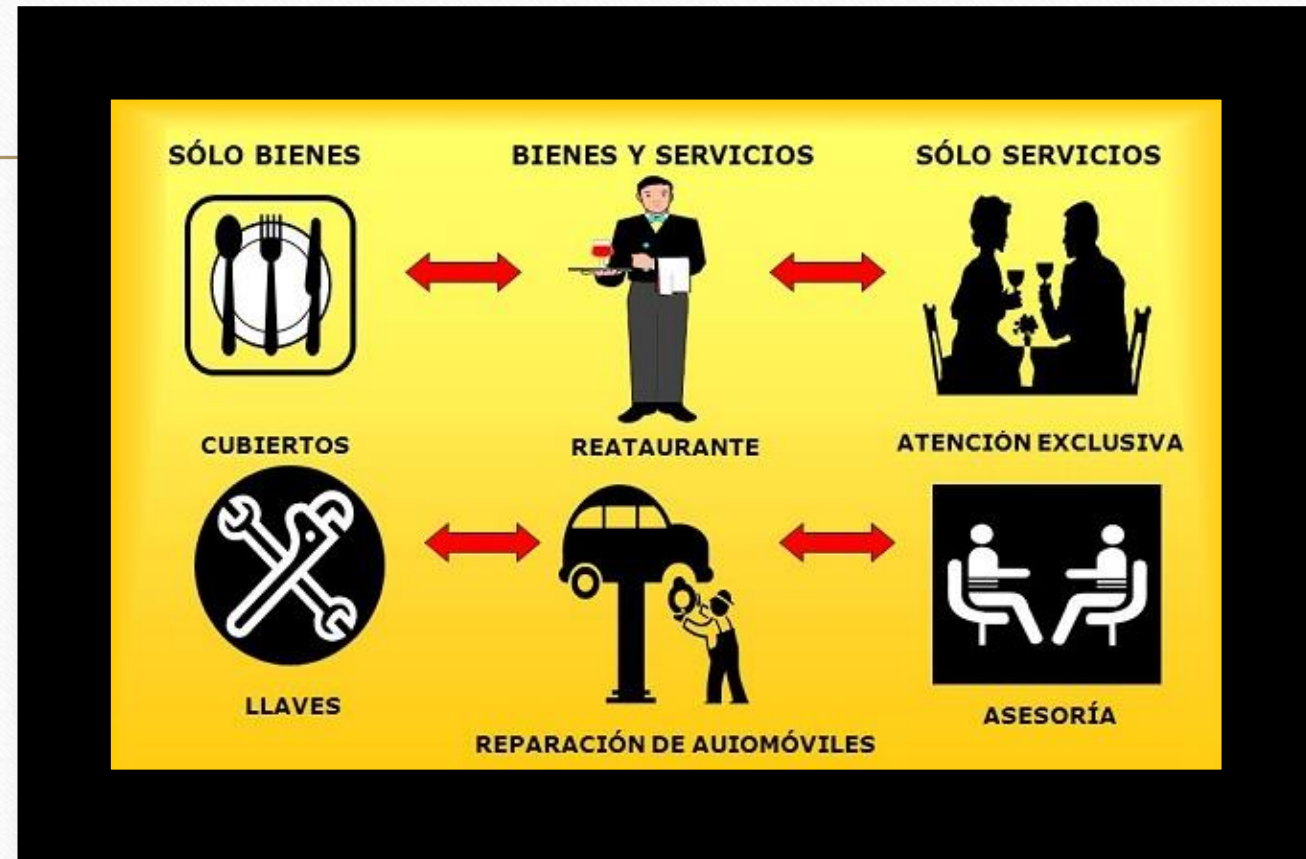 SÓLO BIENES
BIENES Y SERVICIOS
SÓLO SERVICIOS
CUBIERTOS
REATAURANTE
ATENCIÓN EXCLUSIVA
LLAVES
REPARACIÓN DE AUIOMÓVILES
ASESORÍA